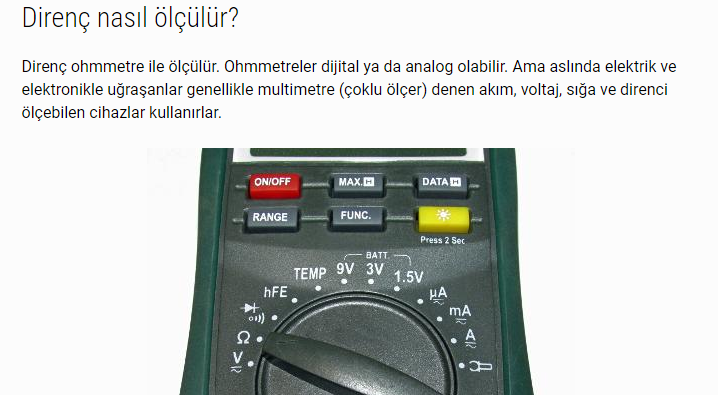 Direnç nasıl ölçülür?
Direnç ohmmetre ile ölçülür. Ohmmetreler dijital ya da analog olabilir. Ama aslında elektrik ve
elektronikle uğraşanlar genellikle multimetre (çoklu ölçer) denen akım, voltaj, sığa ve direnci
ölçebilen cihazlar kullanırlar.
ON/OFF MAX.H DATA H
RANGE FUNC.
Press 2 Sec
BATT.
TEMP 9V 3V 1.5V
hFE µA
mA
Ω A
V